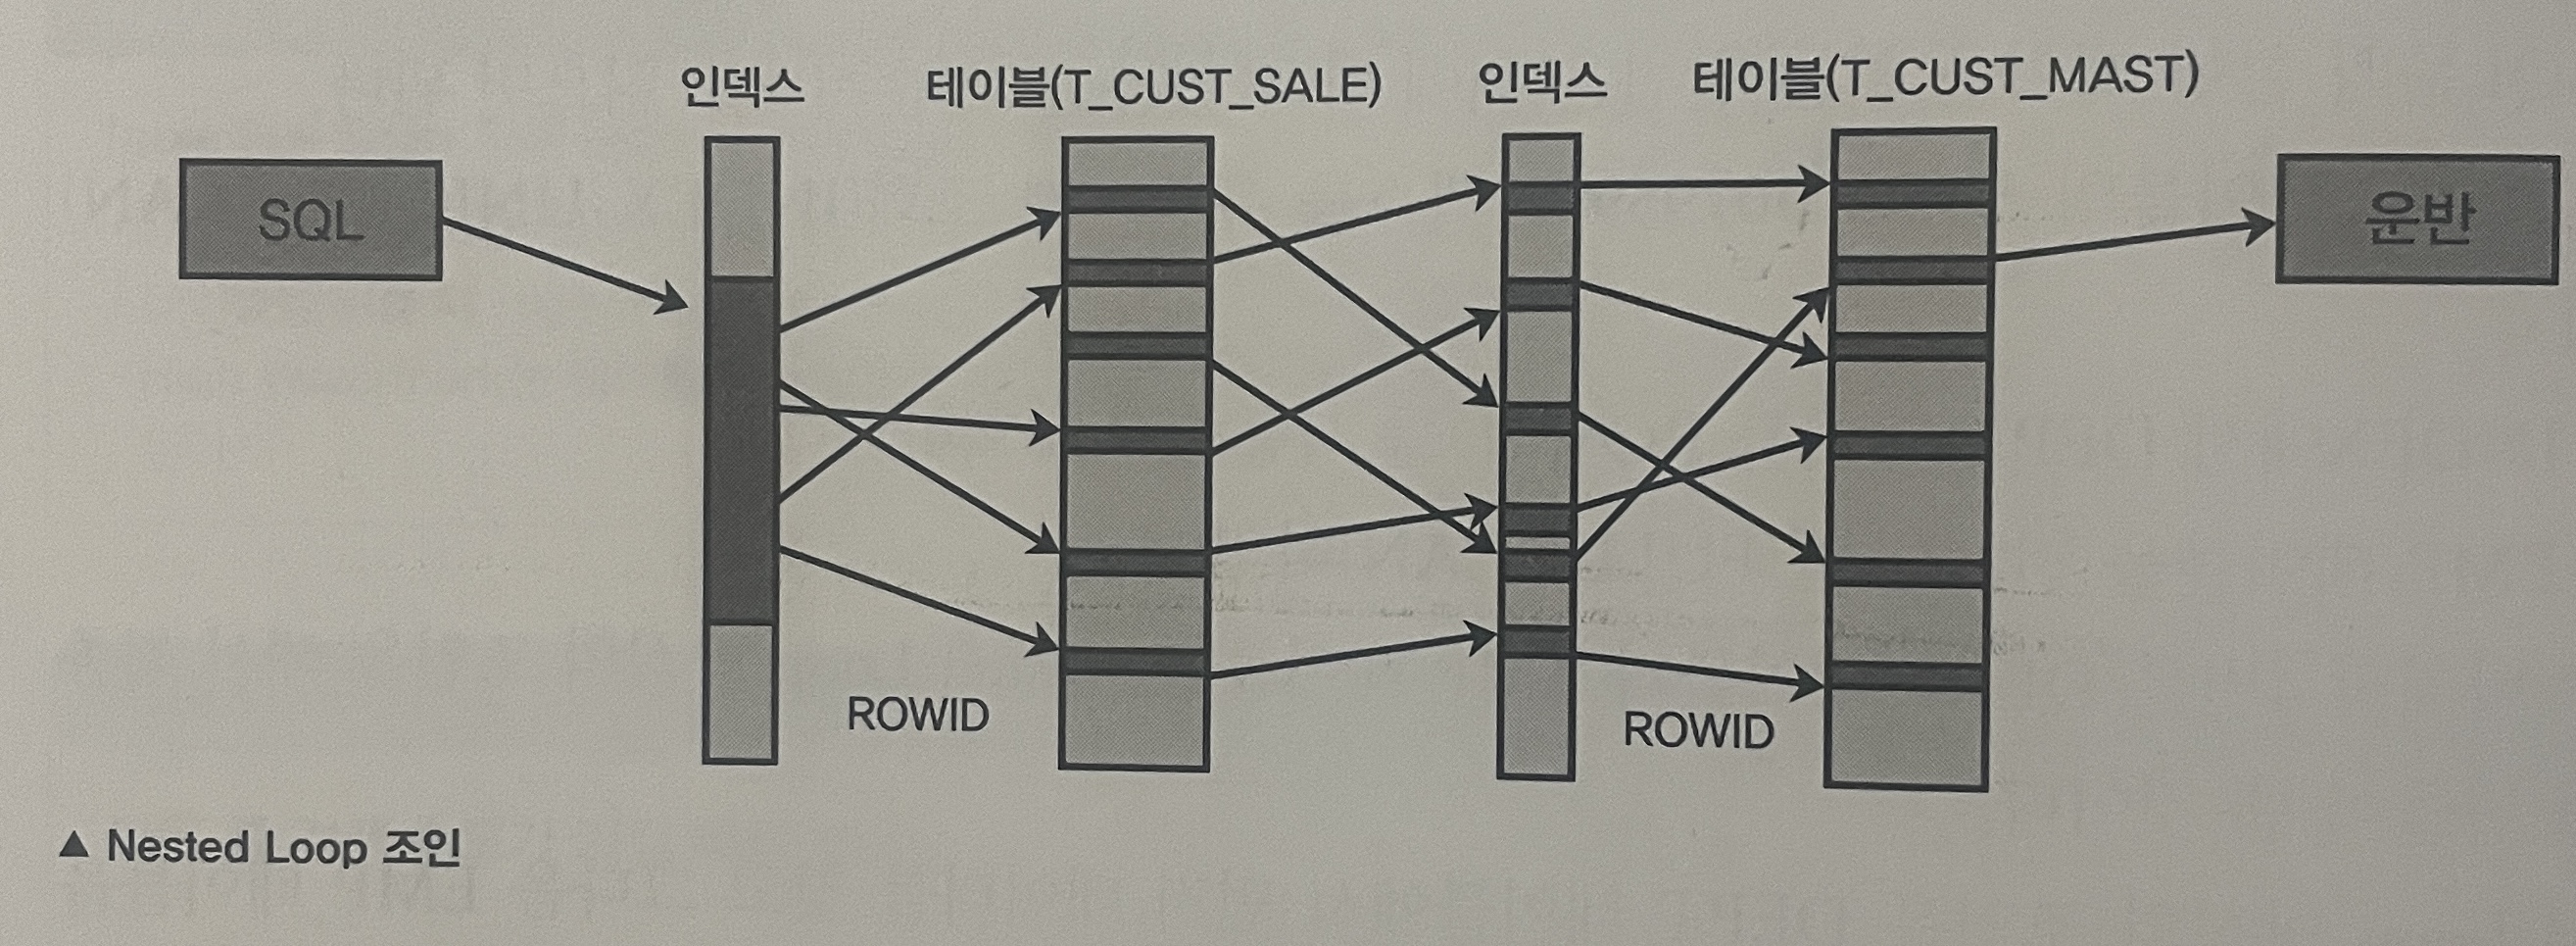 인덱스
테이블(T_CUST_SALE)
인덱스
테이블(T_CUST_MAST)
SQL
운반
ROWID
ROWID
▲ Nested Loop 조인